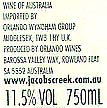 WINE OF AUSTRALIA
IMPORTED BY
ORLANDO WYNDHAM GROUP
MIDDLESEX, TW3 1HY, U.K.
PRODUCED BY ORLANDO WINES
BAROSSA VALLEY WAY, ROWLAND FLAT
SA 5352 AUSTRALIA
www.jacobscreek.com.au
11.5% VOL 750ml